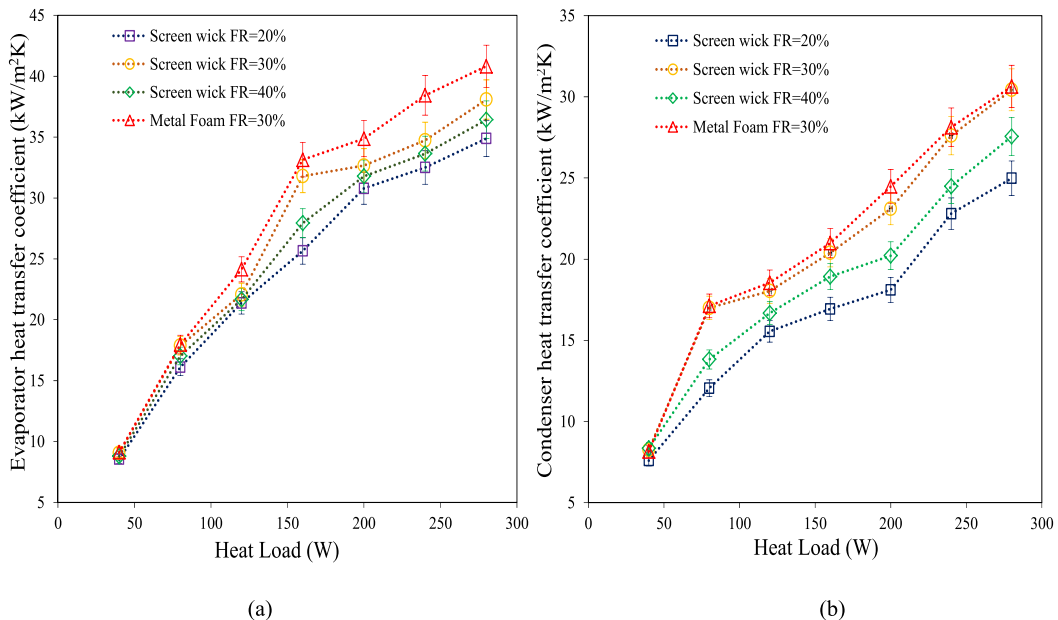 Evaporator heat transfer coefficient (kW/m²K)
45
40
35
30
25
20
15
10
5
Screen wick FR=20%
Screen wick FR=30%
Screen wick FR=40%
Metal Foam FR=30%
0 50 100 150 200 250 300
Heat Load (W)
(a)
Condenser heat transfer coefficient (kW/m²K)
35
30
25
20
15
10
5
Screen wick FR=20%
Screen wick FR=30%
Screen wick FR=40%
Metal Foam FR=30%
0 50 100 150 200 250 300
Heat Load (W)
(b)